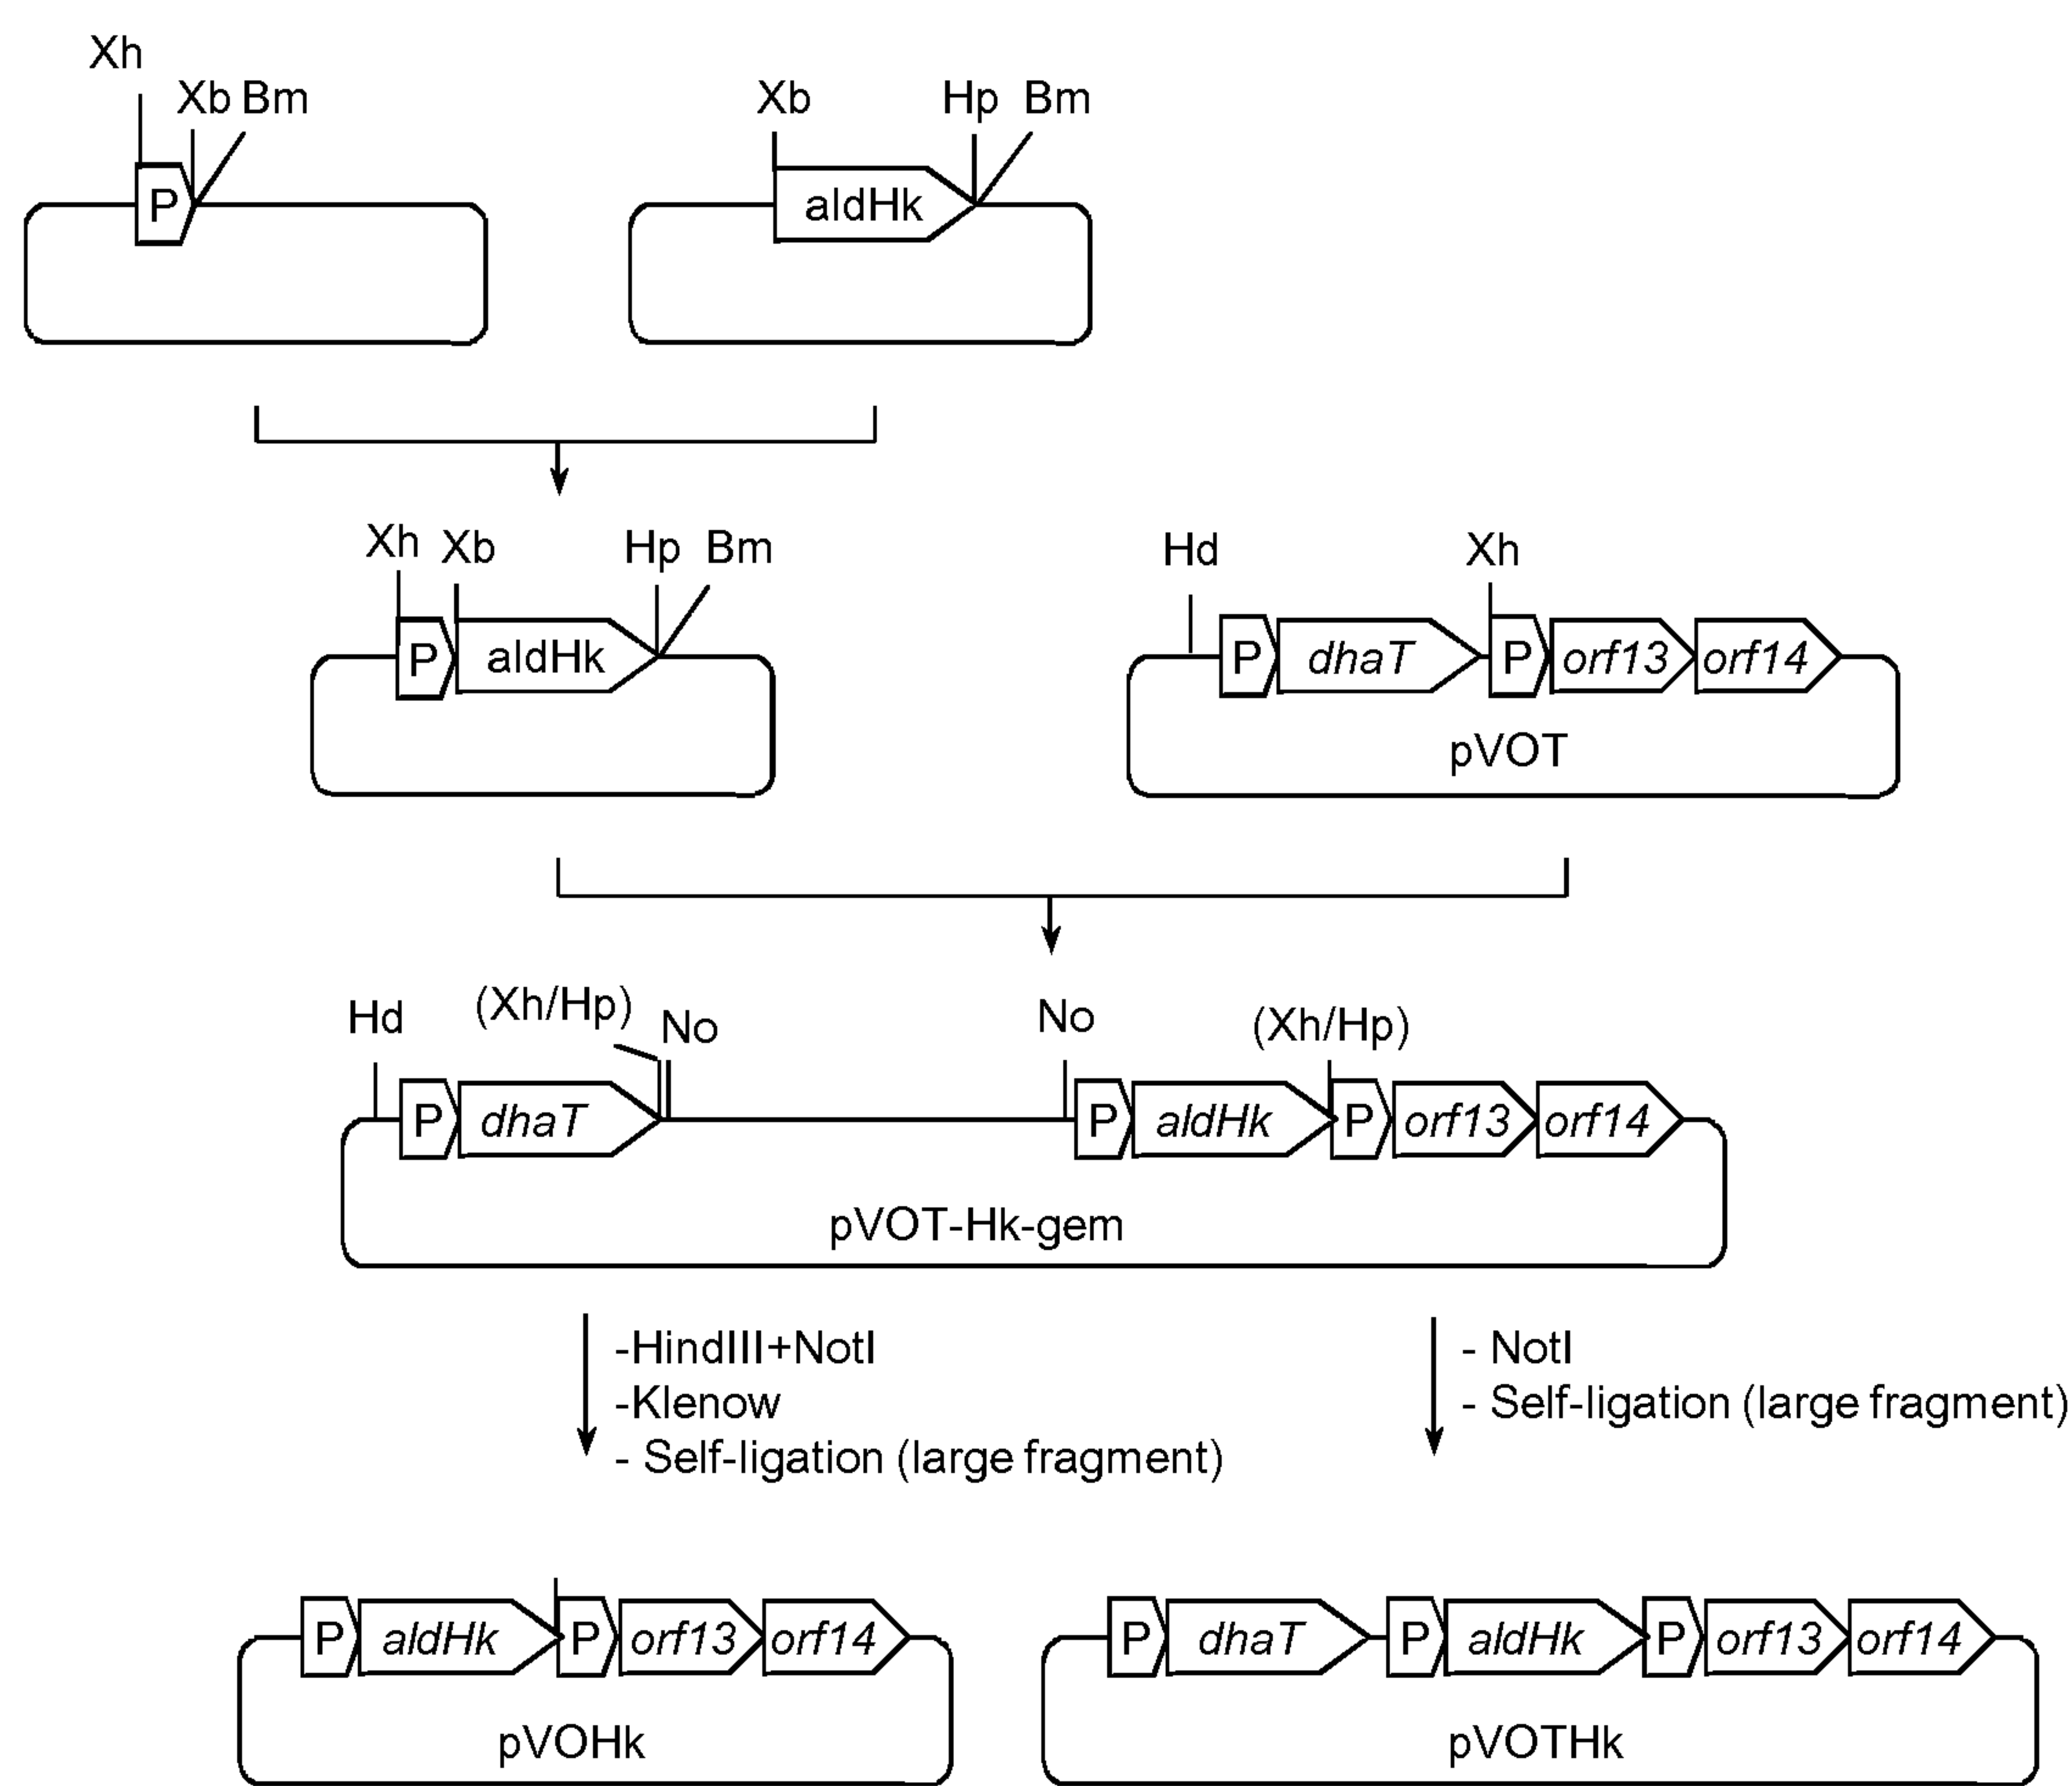 Xh
Xb Bm
Xb Hp Bm
P
aldHk
Xh Xb Hp Bm
Hd Xh
P aldHk
P dhaT P orf13 orf14
pVOT
Hd (Xh/Hp) No No (Xh/Hp)
P dhaT P aldHk P orf13 orf14
pVOT-Hk-gem
-HindIII+NotI
-Klenow
- Self-ligation (large fragment)
- NotI
- Self-ligation (large fragment)
P aldHk P orf13 orf14
pVOHk
P dhaT P aldHk P orf13 orf14
pVOTHk